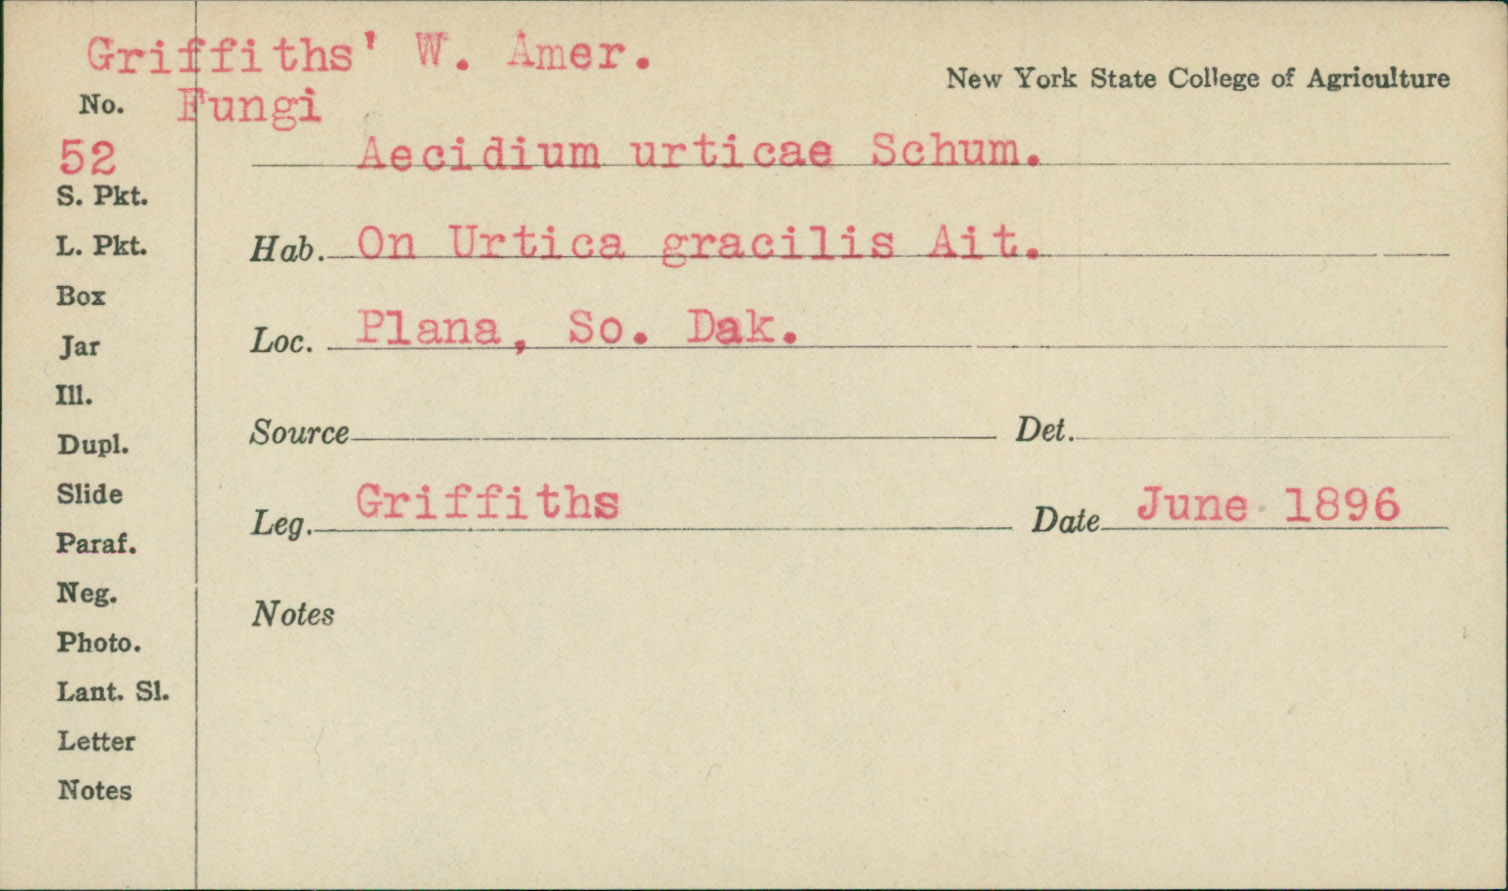 Griffiths' W. Amer.
New York State College of Agriculture
No. Fungi
52
Aecidium urticae Schum.
S. Pkt.
L. Pkt.
Hab. On Urtica gracilis Ait.
Box
Jar
Loc. Plana, So. Dak.
Ill.
Dupl.
Source Det.
Slide
Leg. Griffiths Date June 1896
Paraf.
Neg.
Notes
Photo.
Lant. Sl.
Letter
Notes